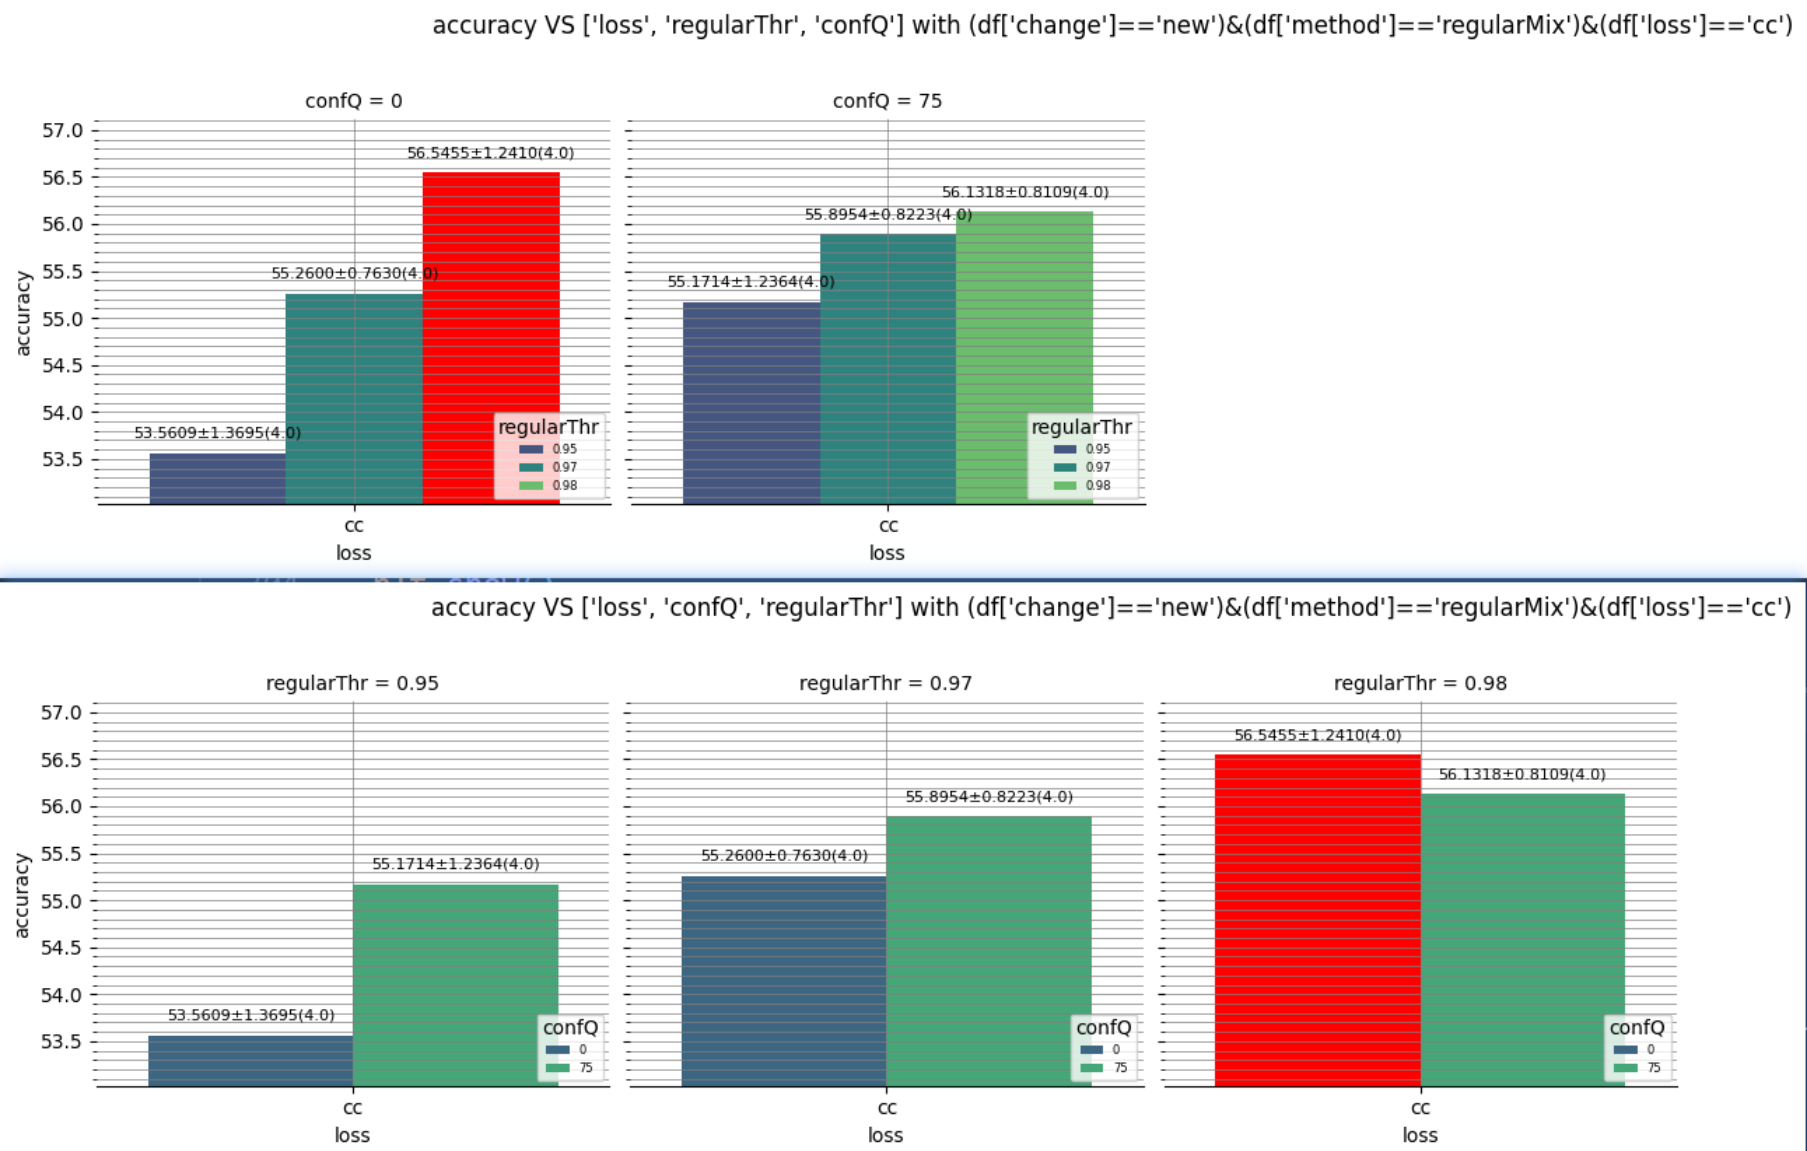 accuracy VS ['loss', 'regularThr', 'confQ'] with (df['change']=='new')&(df['method']=='regularMix')&(df['loss']=='cc')
confQ = 0
confQ = 75
57.0
56.5
56.0
55.5
55.0
54.5
54.0
53.5
accuracy
53.5609±1.3695(4.0)
55.2600±0.7630(4.0)
56.5455±1.2410(4.0)
regularThr
0.95
0.97
0.98
cc
loss
55.1714±1.2364(4.0)
55.8954±0.8223(4.0)
56.1318±0.8109(4.0)
regularThr
0.95
0.97
0.98
cc
loss
accuracy VS ['loss', 'confQ', 'regularThr'] with (df['change']=='new')&(df['method']=='regularMix')&(df['loss']=='cc')
regularThr = 0.95
regularThr = 0.97
regularThr = 0.98
57.0
56.5
56.0
55.5
55.0
54.5
54.0
53.5
accuracy
53.5609±1.3695(4.0)
55.1714±1.2364(4.0)
confQ
0
75
cc
loss
55.2600±0.7630(4.0)
55.8954±0.8223(4.0)
confQ
0
75
cc
loss
56.5455±1.2410(4.0)
56.1318±0.8109(4.0)
confQ
0
75
cc
loss